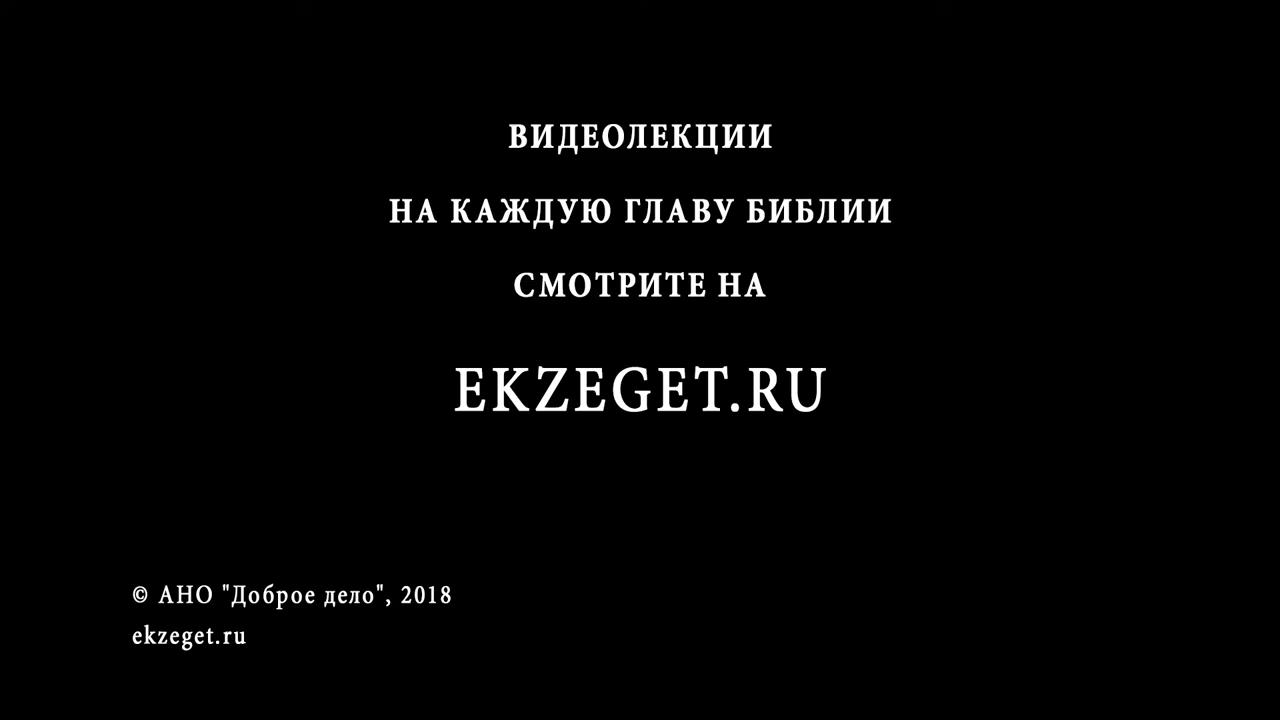 ВИДЕОЛЕКЦИИ
НА КАЖДУЮ ГЛАВУ БИБЛИИ
СМОТРИТЕ НА
EKZEGET.RU
© АНО "Доброе дело", 2018
ekzeget.ru